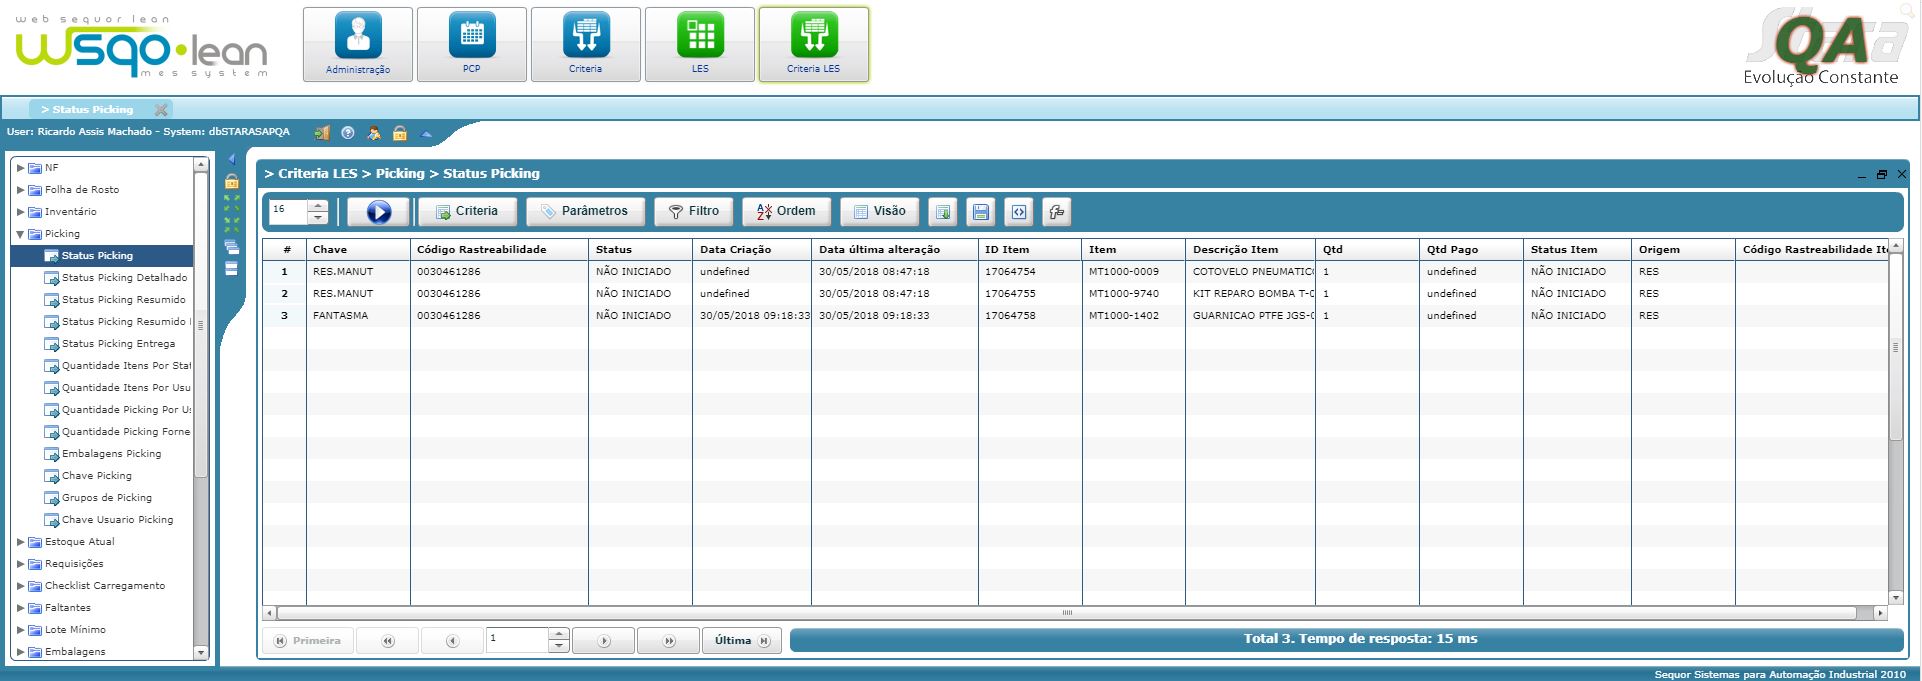 web sequor lean
wsqo•lean
mes system
Administração
PCP
Criteria
LES
Criteria LES
QA
Evolução Constante
> Status Picking
User: Ricardo Assis Machado - System: dbSTARASAPQA
NF
Folha de Rosto
Inventário
Picking
Status Picking
Status Picking Detalhado
Status Picking Resumido
Status Picking Resumido
Status Picking Entrega
Quantidade Itens Por Stat
Quantidade Itens Por Usu
Quantidade Picking Por Us
Quantidade Picking Forne
Embalagens Picking
Chave Picking
Grupos de Picking
Chave Usuario Picking
Estoque Atual
Requisições
Checklist Carregamento
Faltantes
Lote Mínimo
Embalagens
> Criteria LES > Picking > Status Picking
16 Criteria Parâmetros Filtro Ordem Visão
# Chave Código Rastreabilidade Status Data Criação Data última alteração ID Item Item Descrição Item Qtd Qtd Pago Status Item Origem Código Rastreabilidade Ite
1 RES.MANUT 0030461286 NÃO INICIADO undefined 30/05/2018 08:47:18 17064754 MT1000-0009 COTOVELO PNEUMATICO 1 undefined NÃO INICIADO RES
2 RES.MANUT 0030461286 NÃO INICIADO undefined 30/05/2018 08:47:18 17064755 MT1000-9740 KIT REPARO BOMBA T-0 1 undefined NÃO INICIADO RES
3 FANTASMA 0030461286 NÃO INICIADO 30/05/2018 09:18:33 30/05/2018 09:18:33 17064758 MT1000-1402 GUARNICAO PTFE JGS-0 1 undefined NÃO INICIADO RES
Primeira 1 Última Total 3. Tempo de resposta: 15 ms
Sequor Sistemas para Automação Industrial 2010